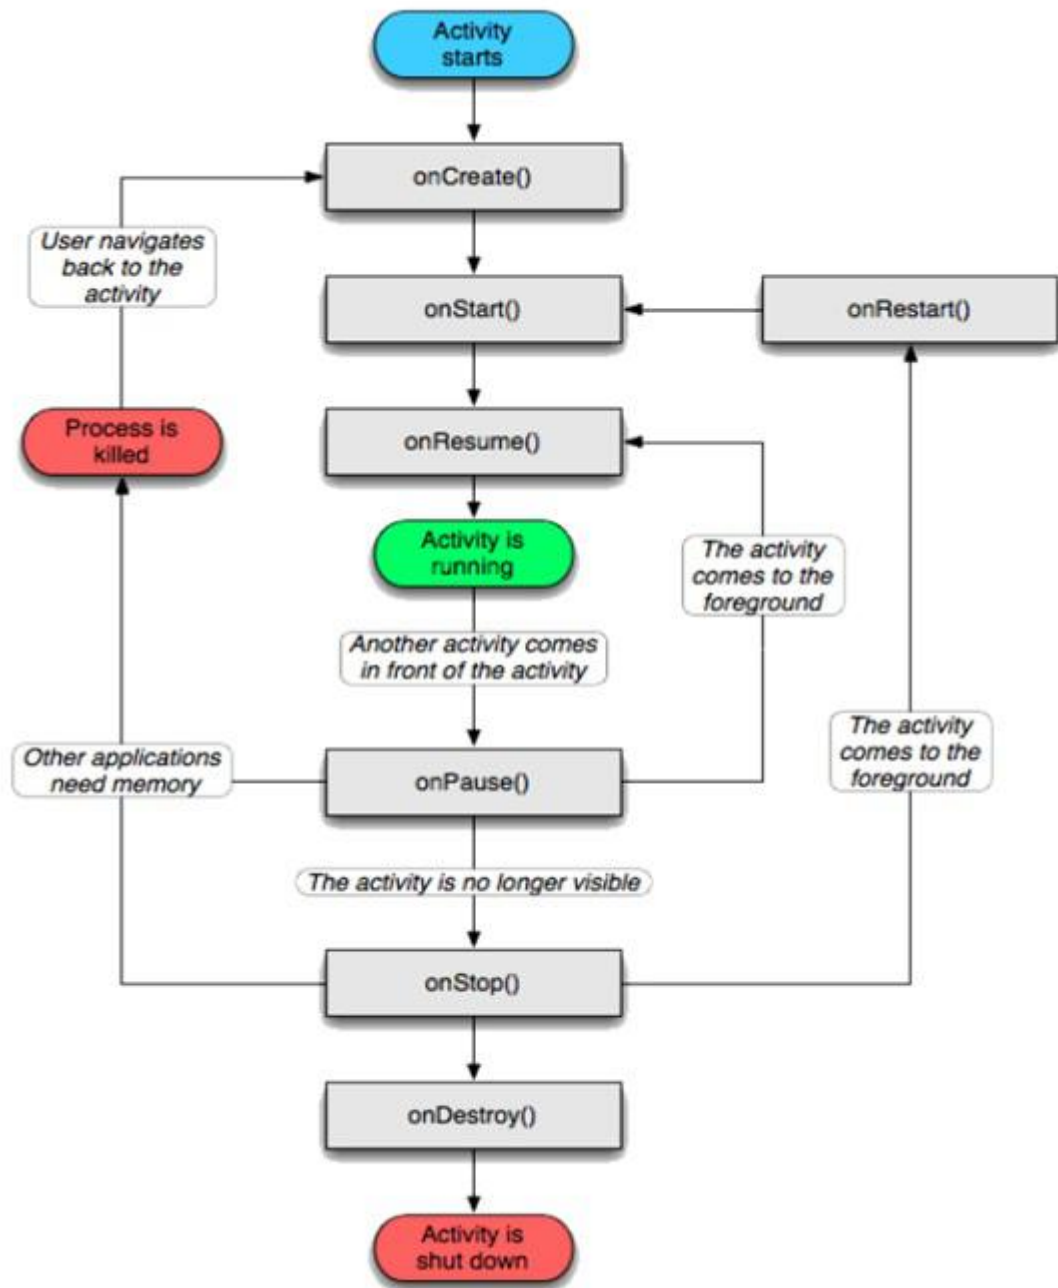 Activity
starts
onCreate()
User navigates
back to the
activity
onStart()
onRestart()
Process is
killed
onResume()
Activity is
running
The activity
comes to the
foreground
Another activity comes
in front of the activity
The activity
comes to the
foreground
Other applications
need memory
onPause()
The activity is no longer visible
onStop()
onDestroy()
Activity is
shut down